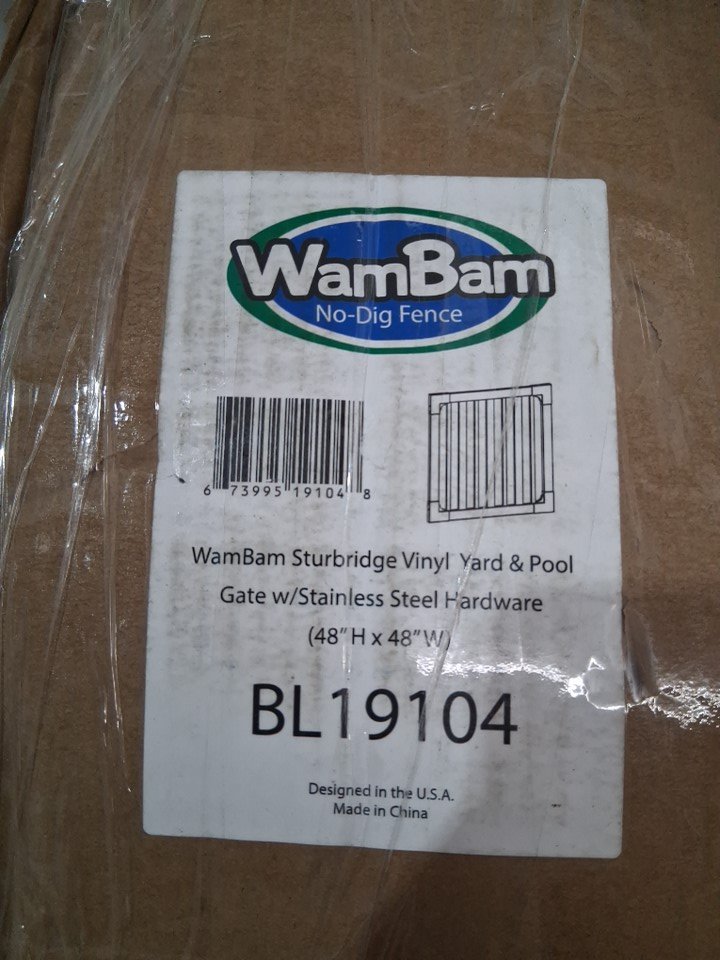 WamBam
No-Dig Fence
6 73995 19104 8
WamBam Sturbridge Vinyl Yard & Pool
Gate w/Stainless Steel Hardware
(48"H x 48"W)
BL19104
Designed in the U.S.A.
Made in China